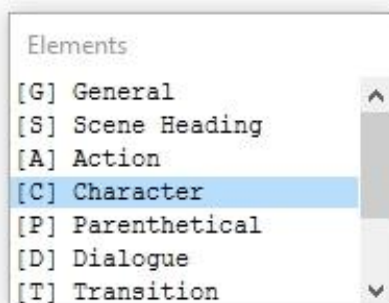 Elements
[G] General
[S] Scene Heading
[A] Action
[C] Character
[P] Parenthetical
[D] Dialogue
[T] Transition